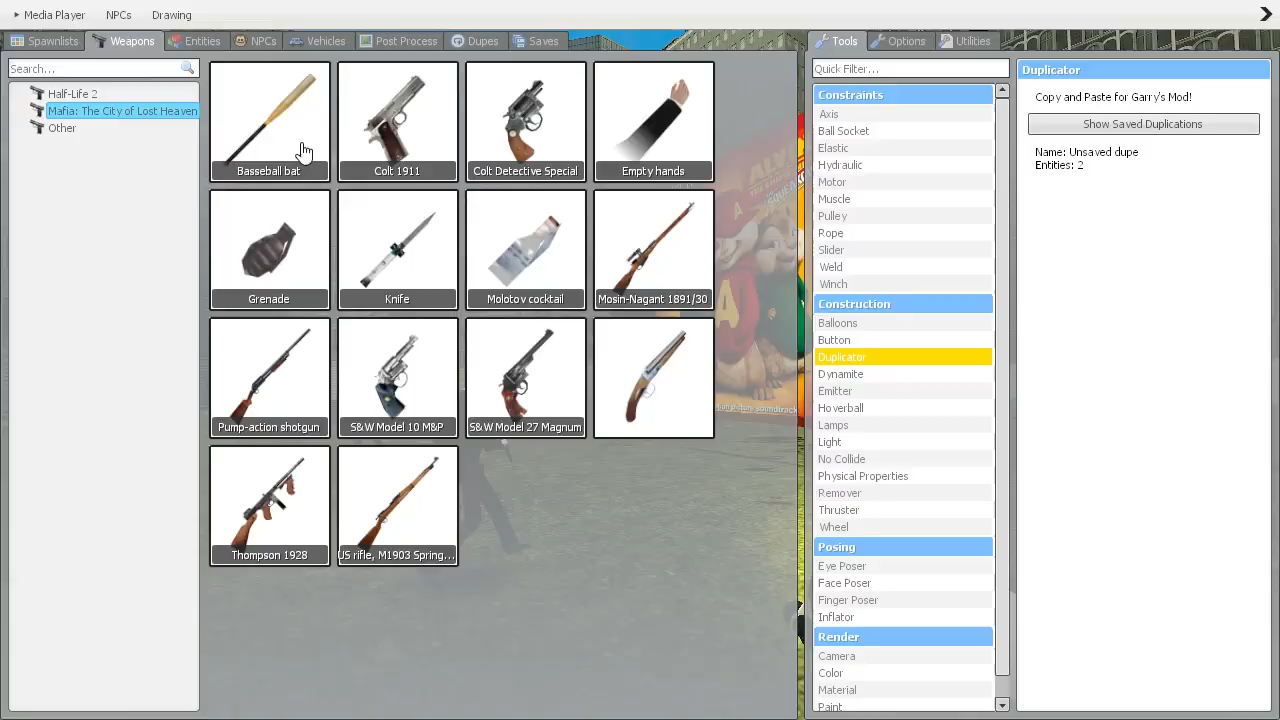 Media Player NPCs Drawing
Spawnlists Weapons Entities NPCs Vehicles Post Process Dupes Saves
Tools Options Utilities
Search...
Half-Life 2
Mafia: The City of Lost Heaven
Other
Basseball bat
Colt 1911
Colt Detective Special
Empty hands
Grenade
Knife
Molotov cocktail
Mosin-Nagant 1891/30
Pump-action shotgun
S&W Model 10 M&P
S&W Model 27 Magnum
Thompson 1928
US rifle, M1903 Spring...
Quick Filter...
Constraints
Axis
Ball Socket
Elastic
Hydraulic
Motor
Muscle
Pulley
Rope
Slider
Weld
Winch
Construction
Balloons
Button
Duplicator
Dynamite
Emitter
Hoverball
Lamps
Light
No Collide
Physical Properties
Remover
Thruster
Wheel
Posing
Eye Poser
Face Poser
Finger Poser
Inflator
Render
Camera
Color
Material
Paint
Duplicator
Copy and Paste for Garry's Mod!
Show Saved Duplications
Name: Unsaved dupe
Entities: 2